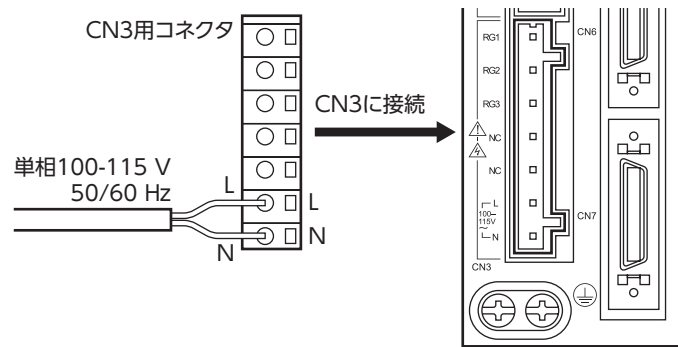 CN3用コネクタ
CN3に接続
単相100-115 V
50/60 Hz
L
N
L
N
RG1
RG2
RG3
NC
NC
L
100–
115V
~
N
CN3
CN6
CN7